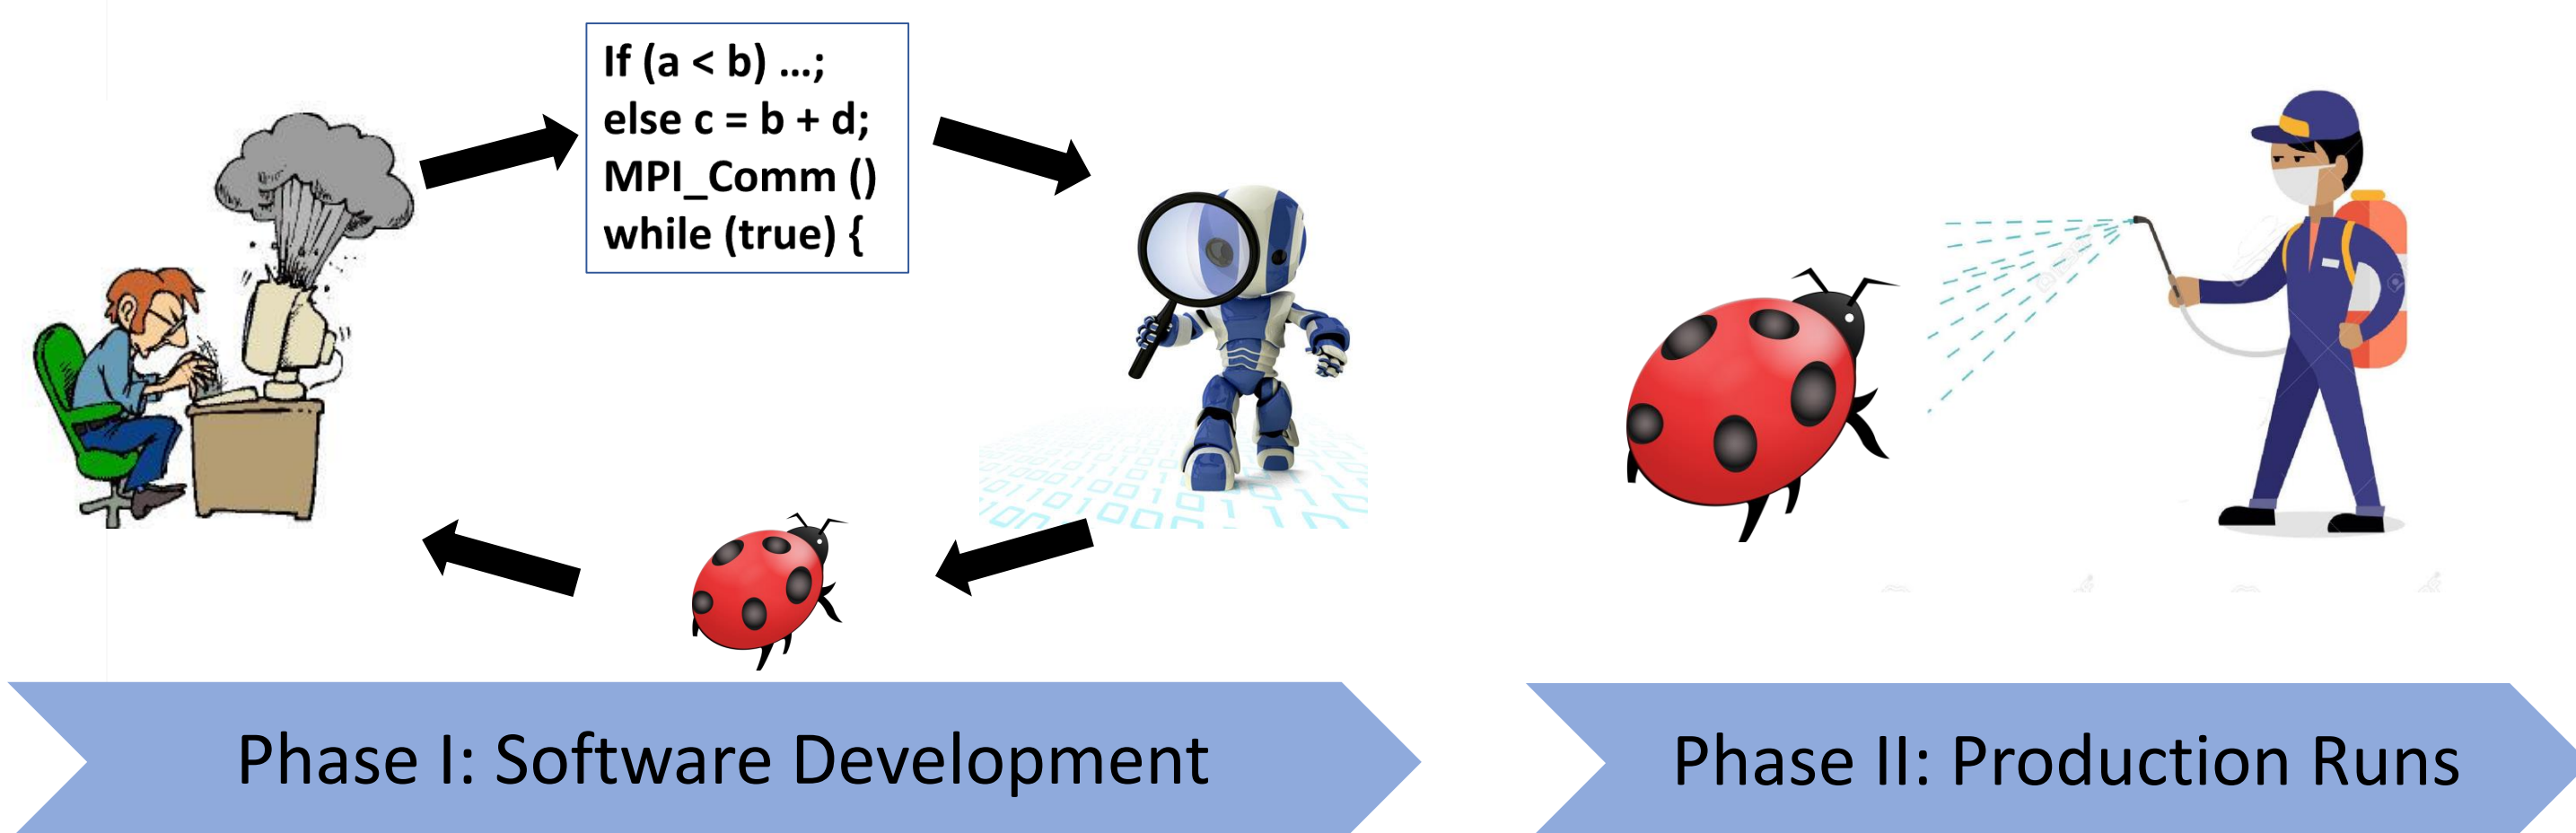 If (a < b) ...;
else c = b + d;
MPI_Comm ()
while (true) {
Phase I: Software Development
Phase II: Production Runs